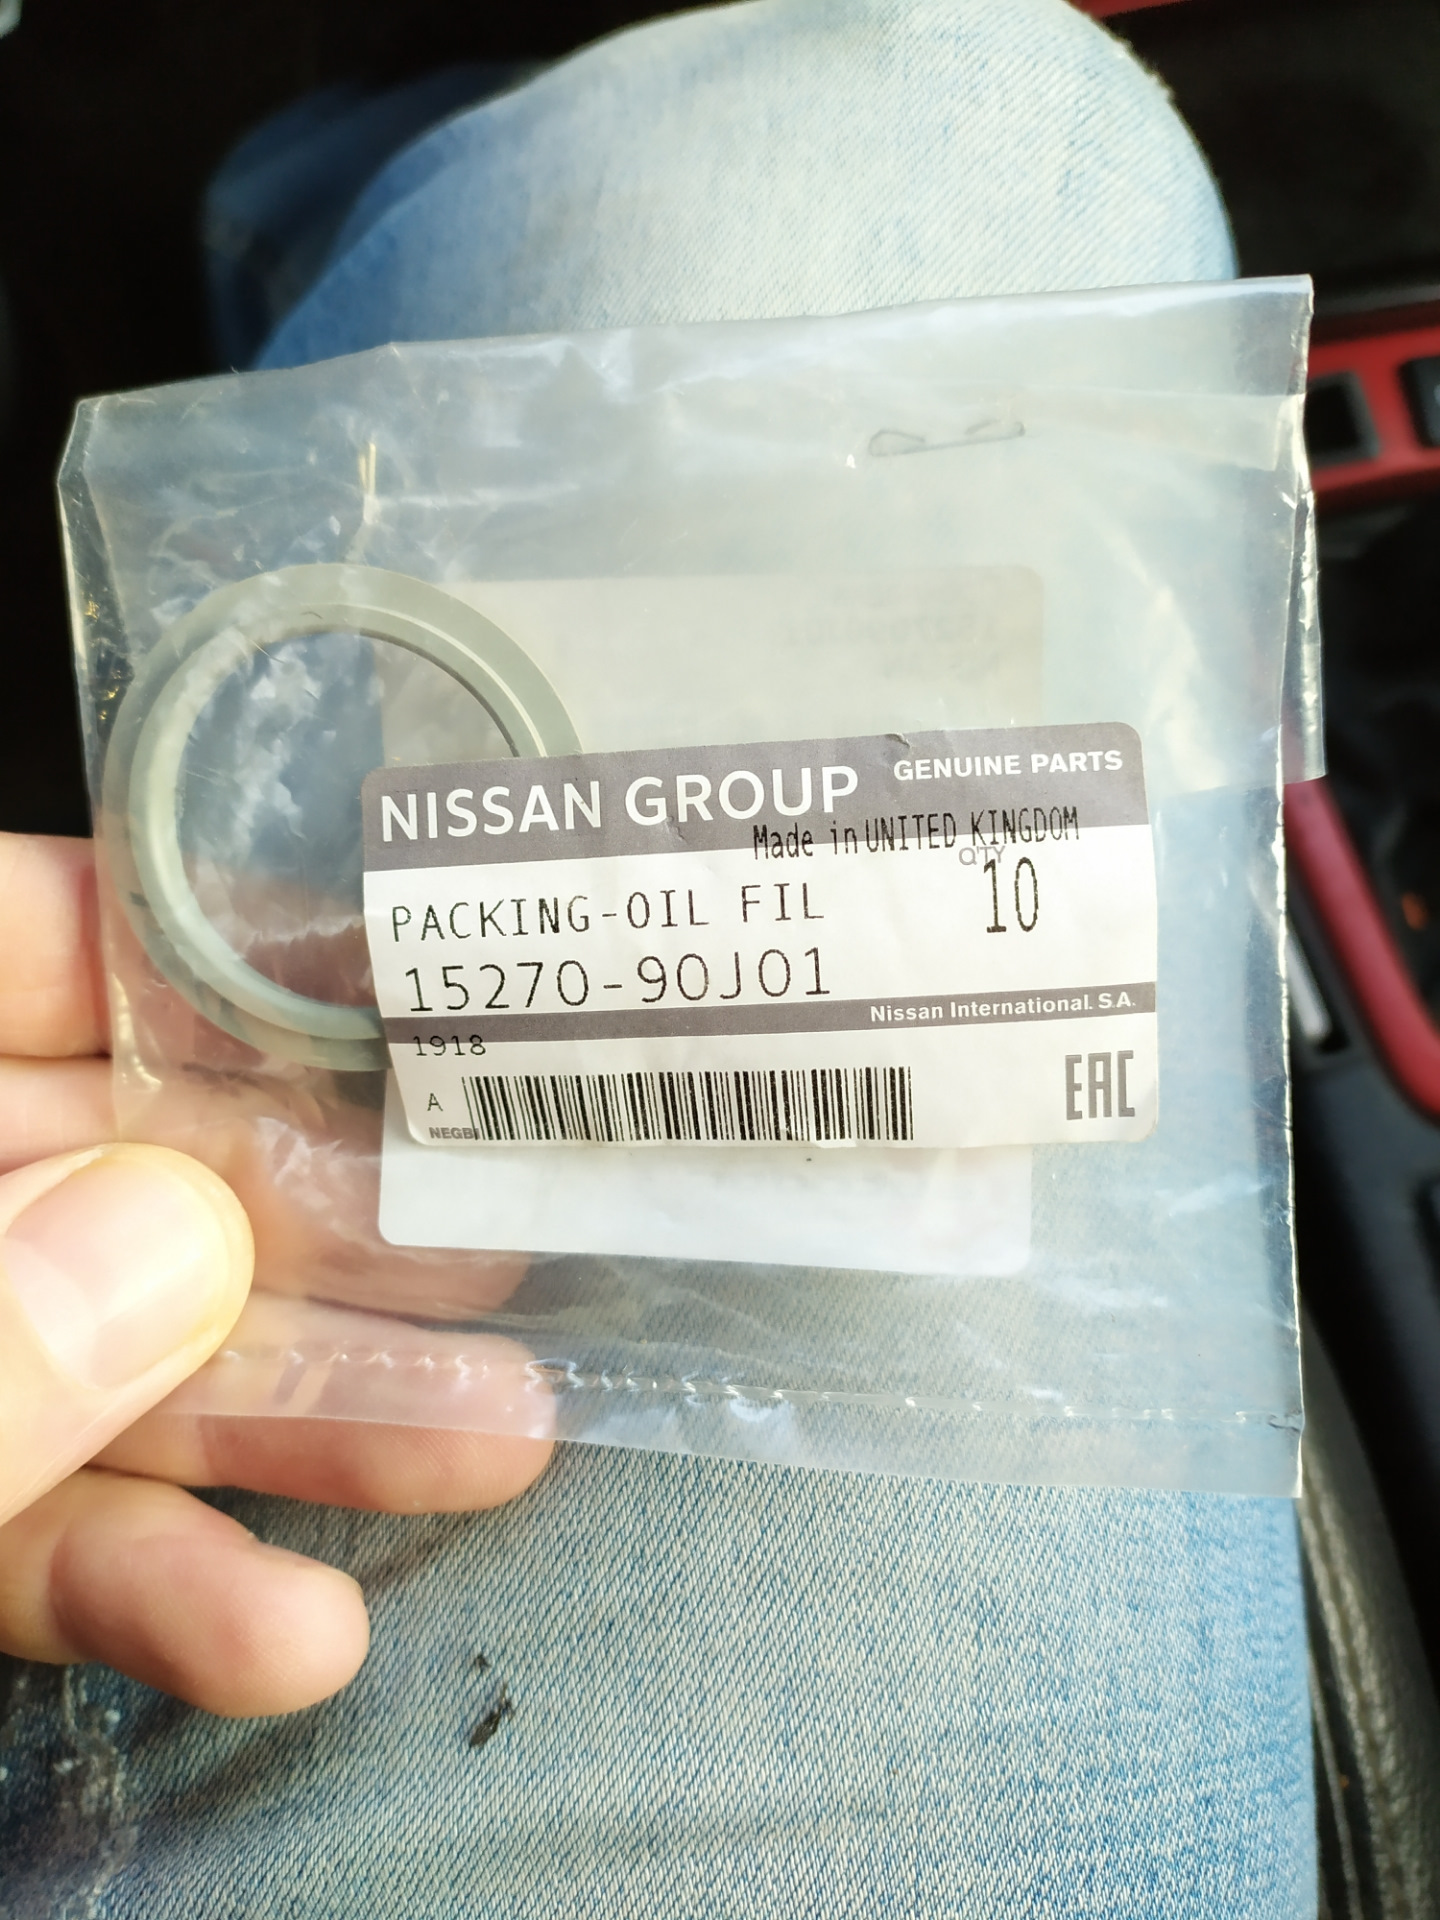 NISSAN GROUP
GENUINE PARTS
Made in UNITED KINGDOM
Q'TY
PACKING-OIL FIL
10
15270-90J01
Nissan International. S.A.
1918
A
EAC